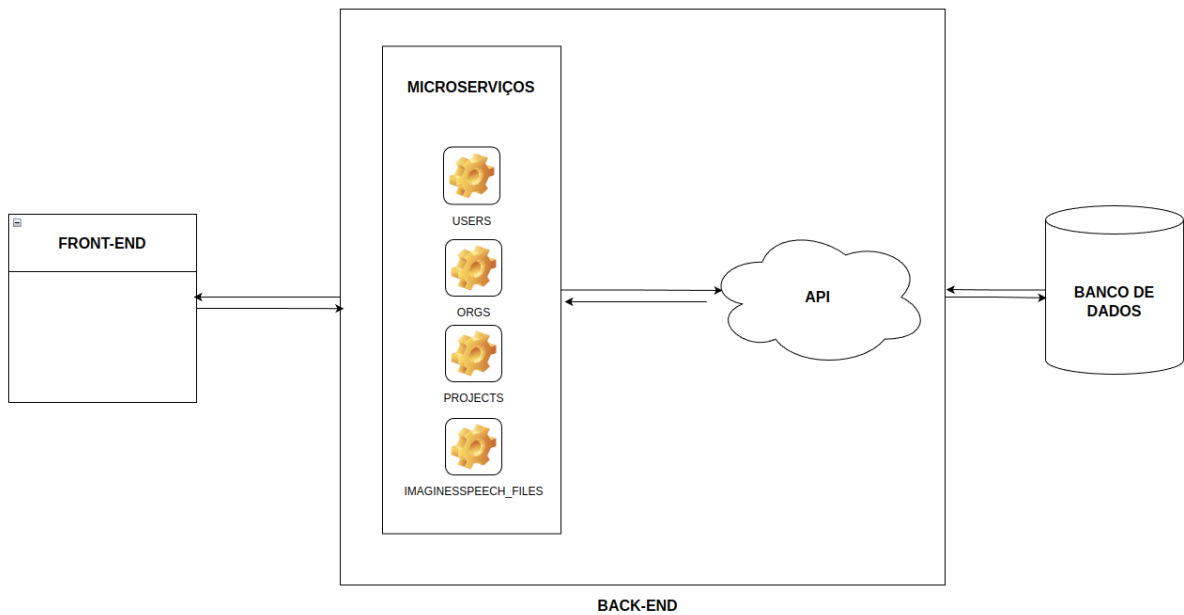 FRONT-END
MICROSERVIÇOS
USERS
ORGS
PROJECTS
IMAGINESSPEECH_FILES
API
BANCO DE
DADOS
BACK-END